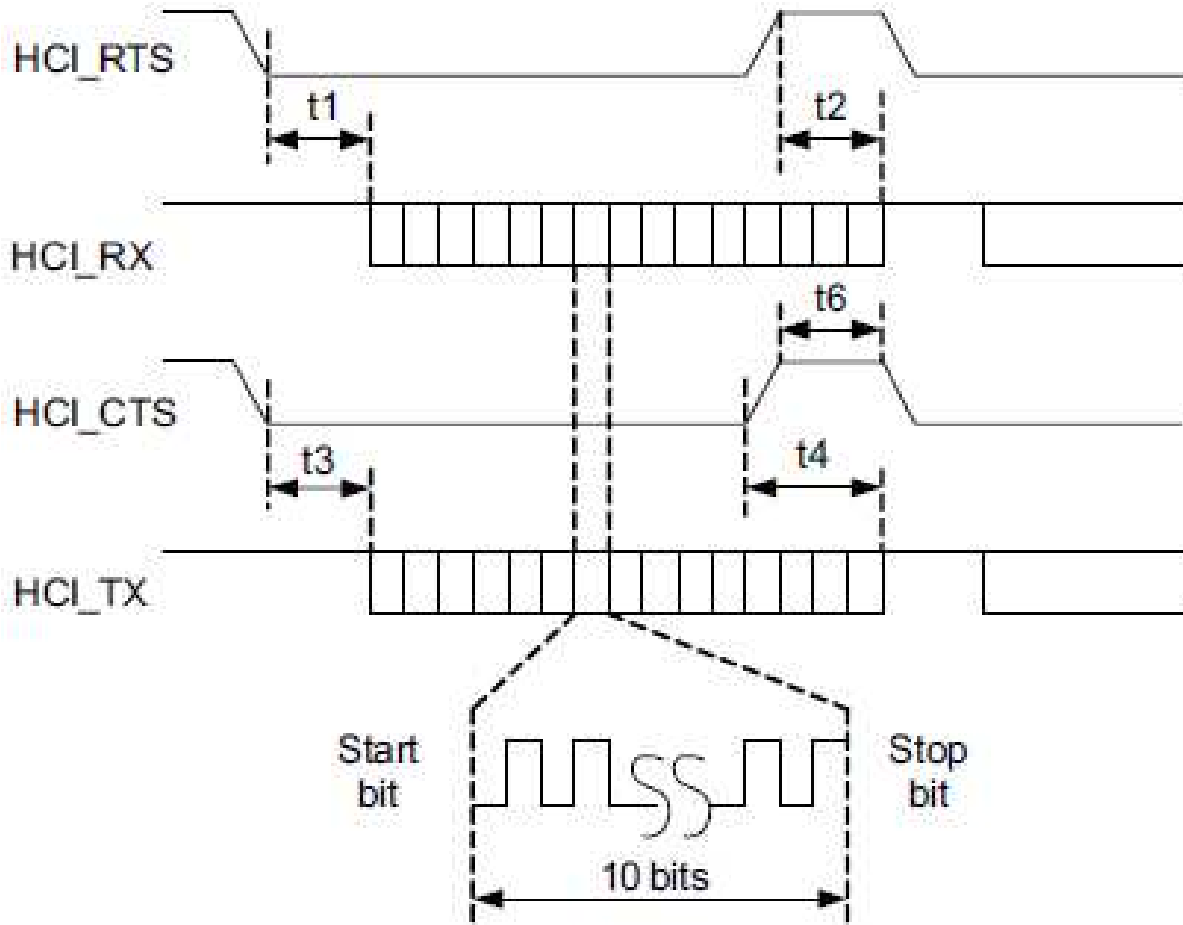 HCI_RTS
t1
t2
HCI_RX
t6
HCI_CTS
t3
t4
HCI_TX
Start
bit
Stop
bit
10 bits